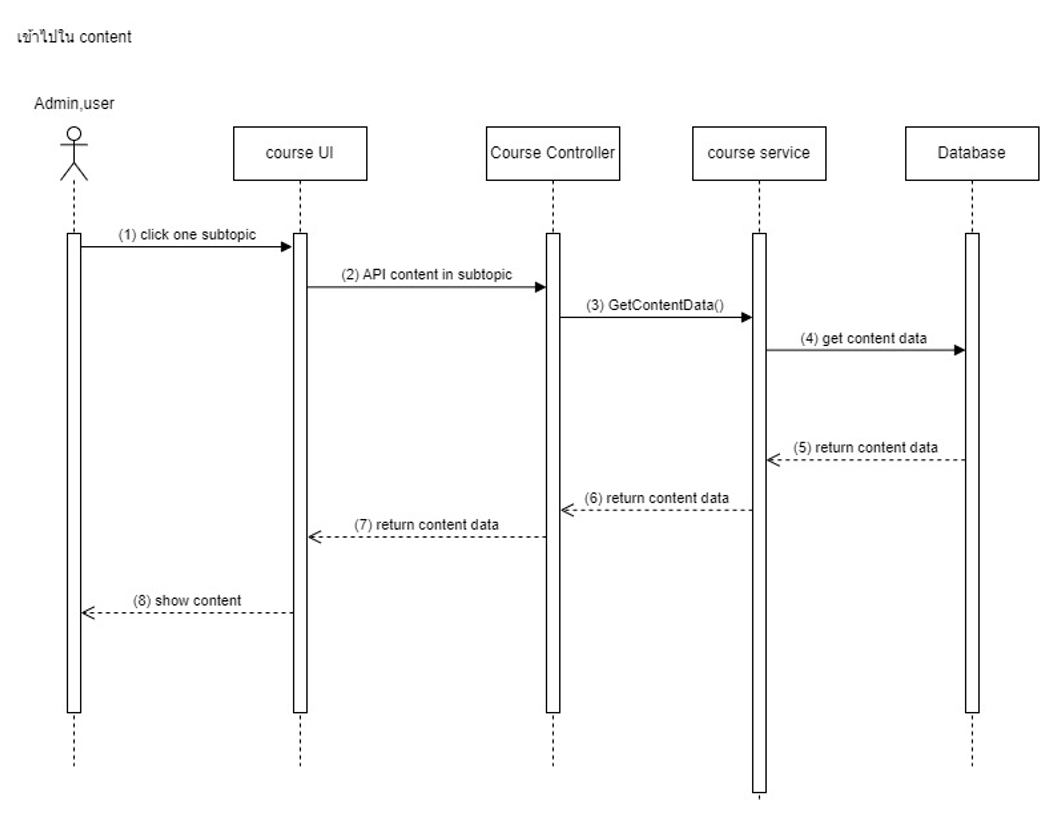 เข้าไปใน content
Admin,user
course UI
Course Controller
course service
Database
(1) click one subtopic
(2) API content in subtopic
(3) GetContentData()
(4) get content data
(5) return content data
(6) return content data
(7) return content data
(8) show content